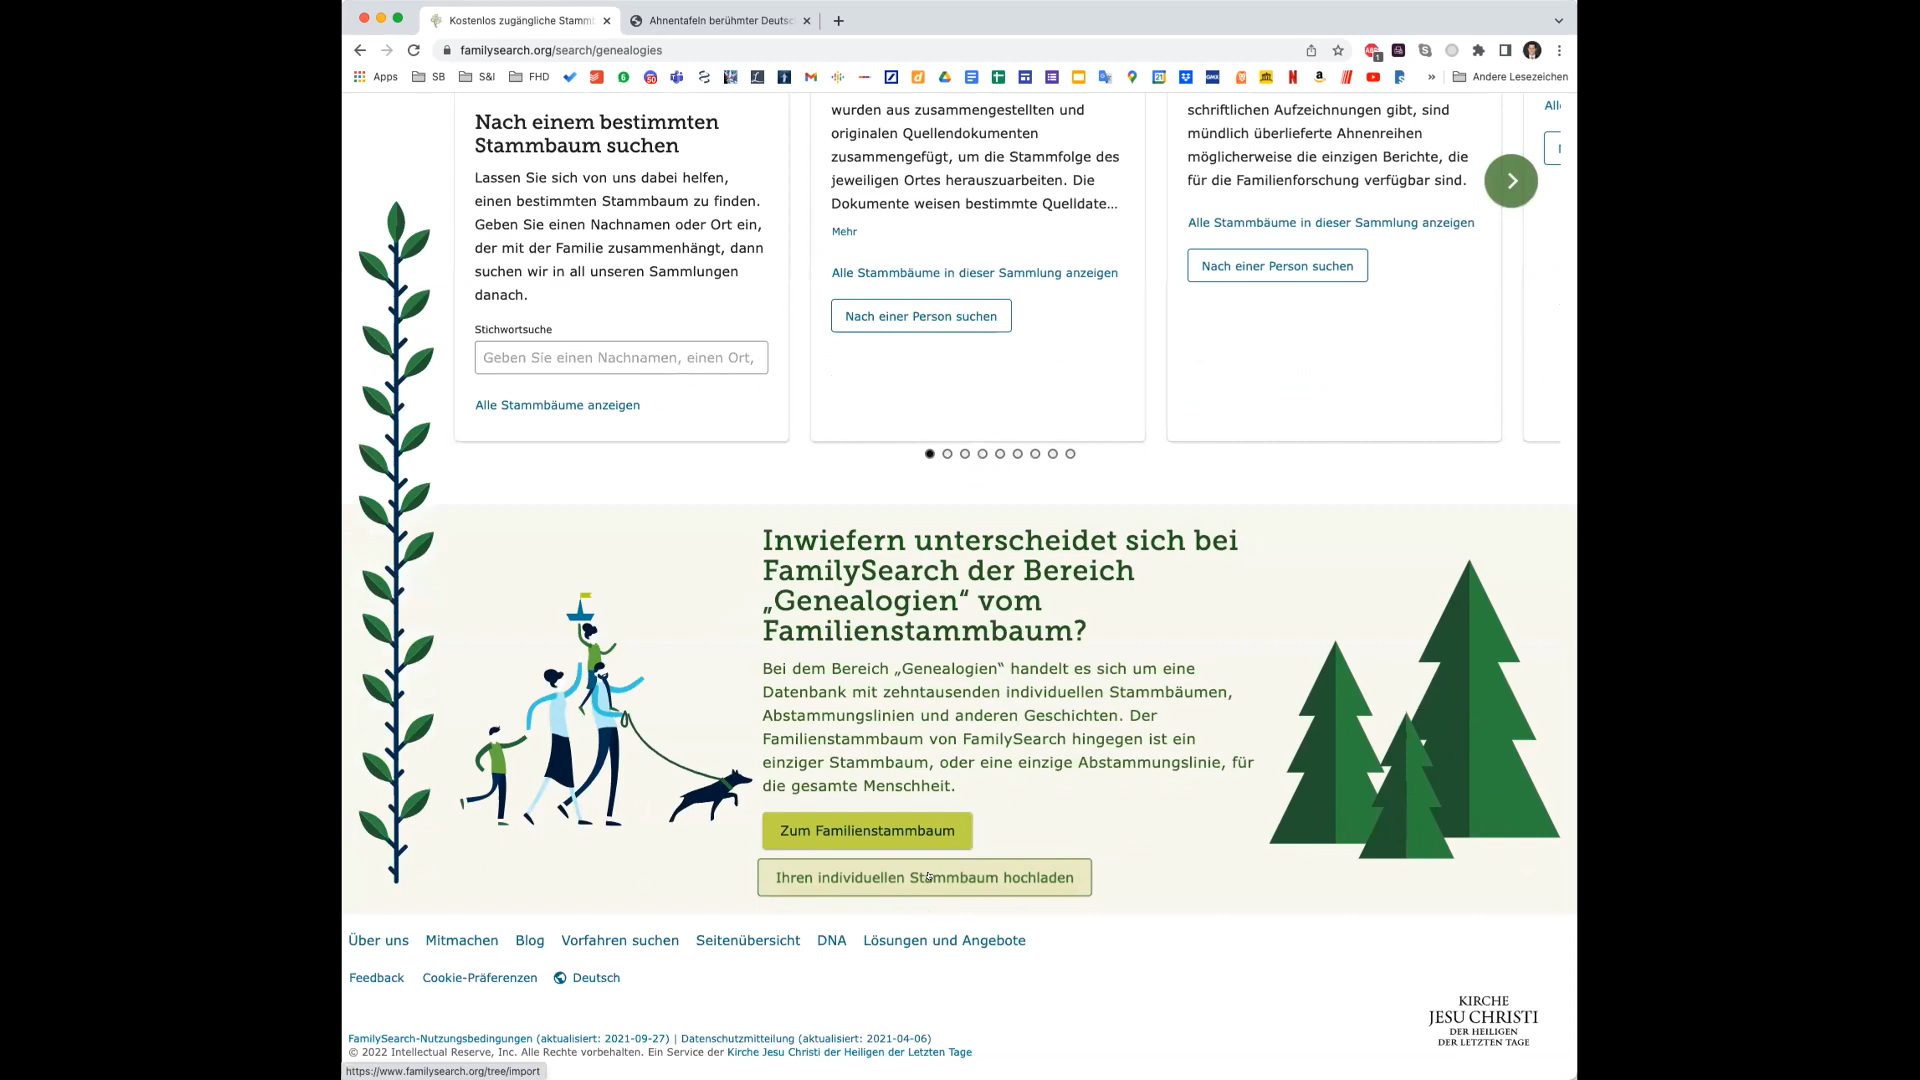 Kostenlos zugängliche Stammb
Ahnentafeln berühmter Deutsc
familysearch.org/search/genealogies
Apps
SB
S&I
FHD
Andere Lesezeichen
Nach einem bestimmten
Stammbaum suchen
Lassen Sie sich von uns dabei helfen,
einen bestimmten Stammbaum zu finden.
Geben Sie einen Nachnamen oder Ort ein,
der mit der Familie zusammenhängt, dann
suchen wir in all unseren Sammlungen
danach.
Stichwortsuche
Geben Sie einen Nachnamen, einen Ort,
Alle Stammbäume anzeigen
wurden aus zusammengestellten und
originalen Quellendokumenten
zusammengefügt, um die Stammfolge des
jeweiligen Ortes herauszuarbeiten. Die
Dokumente weisen bestimmte Quelldate...
Mehr
Alle Stammbäume in dieser Sammlung anzeigen
Nach einer Person suchen
schriftlichen Aufzeichnungen gibt, sind
mündlich überlieferte Ahnenreihen
möglicherweise die einzigen Berichte, die
für die Familienforschung verfügbar sind.
Alle Stammbäume in dieser Sammlung anzeigen
Nach einer Person suchen
Inwiefern unterscheidet sich bei
FamilySearch der Bereich
„Genealogien“ vom
Familienstammbaum?
Bei dem Bereich „Genealogien“ handelt es sich um eine
Datenbank mit zehntausenden individuellen Stammbäumen,
Abstammungslinien und anderen Geschichten. Der
Familienstammbaum von FamilySearch hingegen ist ein
einziger Stammbaum, oder eine einzige Abstammungslinie, für
die gesamte Menschheit.
Zum Familienstammbaum
Ihren individuellen Stammbaum hochladen
Über uns Mitmachen Blog Vorfahren suchen Seitenübersicht DNA Lösungen und Angebote
Feedback Cookie-Präferenzen Deutsch
KIRCHE
JESU CHRISTI
DER HEILIGEN
DER LETZTEN TAGE
FamilySearch-Nutzungsbedingungen (aktualisiert: 2021-09-27) | Datenschutzmitteilung (aktualisiert: 2021-04-06)
© 2022 Intellectual Reserve, Inc. Alle Rechte vorbehalten. Ein Service der Kirche Jesu Christi der Heiligen der Letzten Tage
https://www.familysearch.org/tree/import